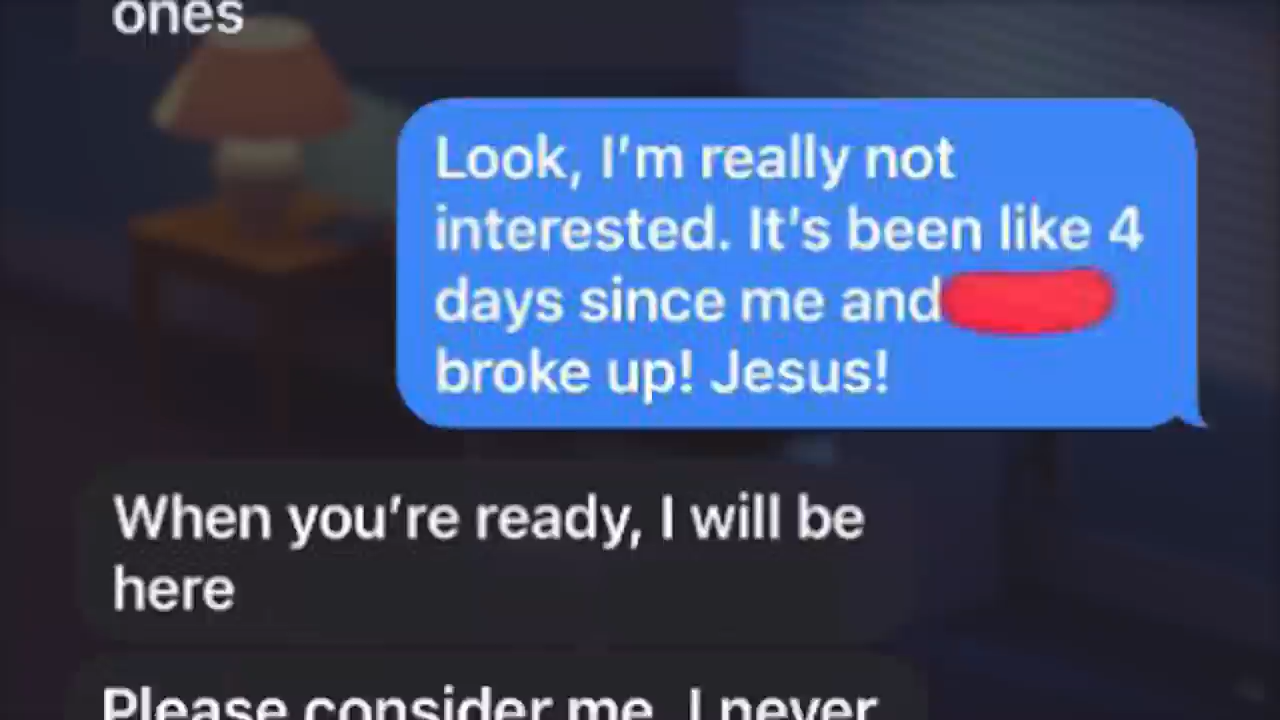 ones
Look, I’m really not
interested. It’s been like 4
days since me and
broke up! Jesus!
When you’re ready, I will be
here
Please consider me. I never